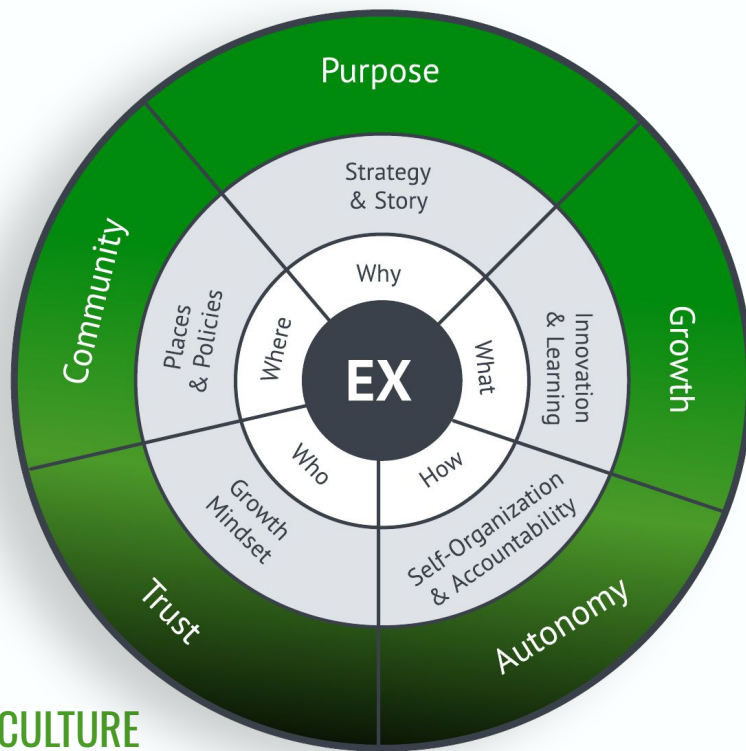 Purpose
Strategy
& Story
Why
Community
Places
& Policies
Where
EX
What
Innovation
& Learning
Growth
Who
How
Growth
Mindset
Self-Organization
& Accountability
Trust
Autonomy
CULTURE